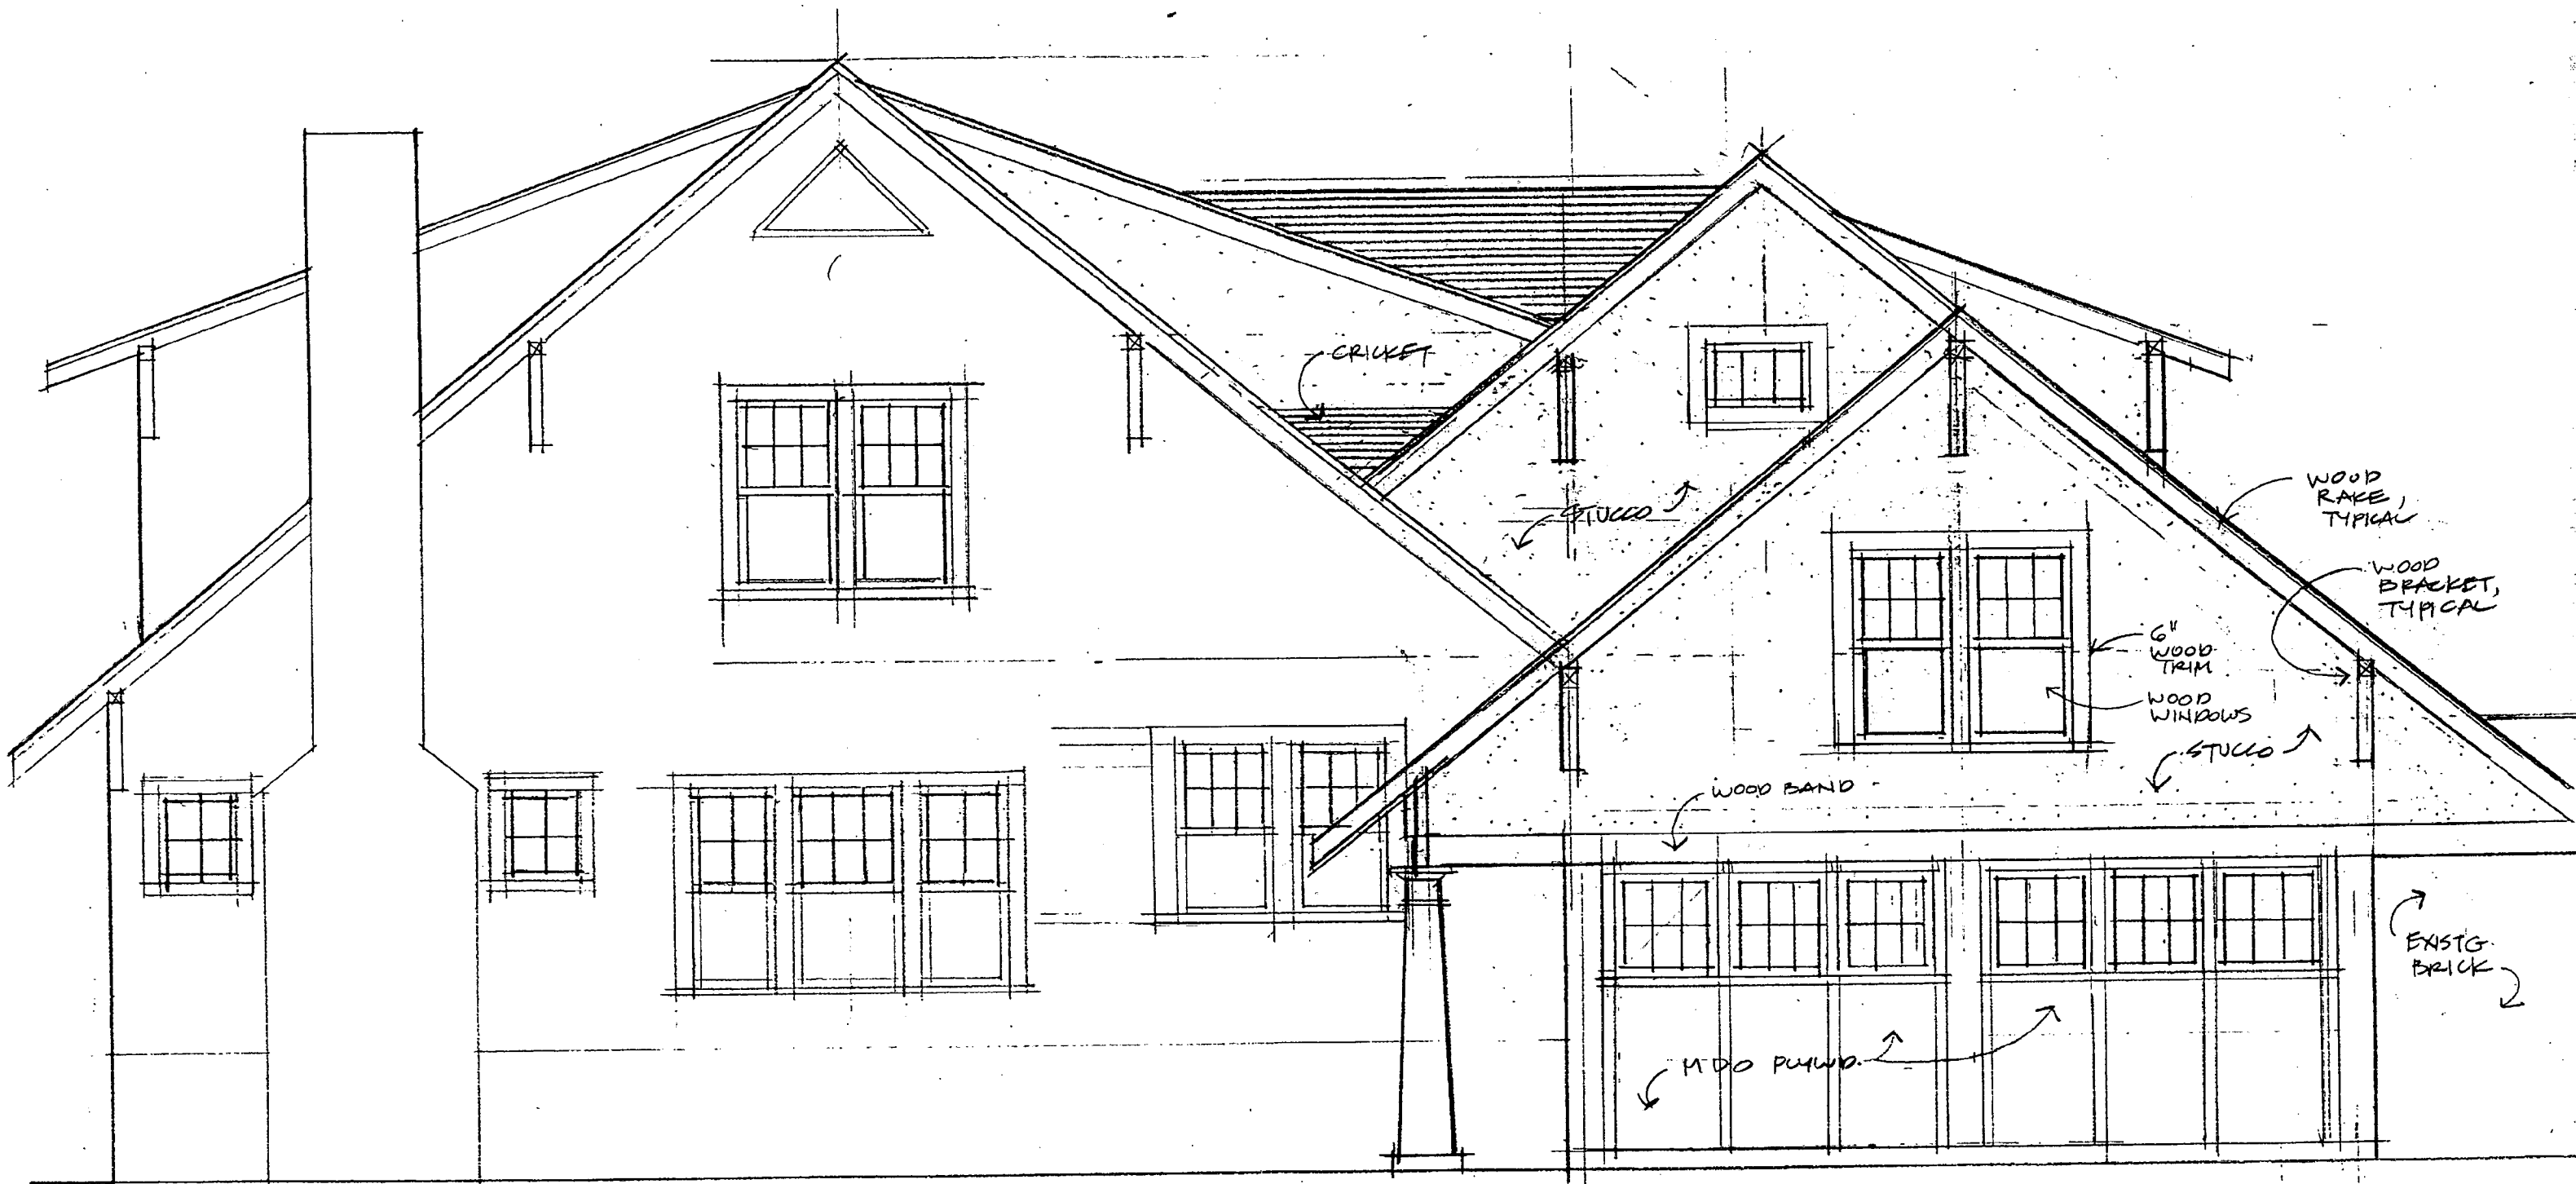 CRICKET
STUCCO
WOOD
RAKE,
TYPICAL
WOOD
BRACKET,
TYPICAL
6"
WOOD
TRIM
WOOD
WINDOWS
STUCCO
WOOD BAND
EXISTG
BRICK
MDO PLYWD.